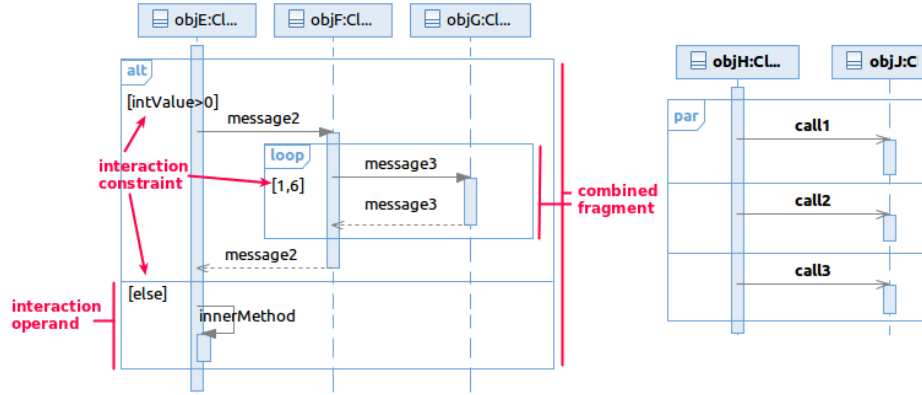 objE:Cl...
objF:Cl...
objG:Cl...
objH:Cl...
objJ:Cl
alt
[intValue>0]
message2
loop
message3
interaction
constraint
[1,6]
message3
message2
combined
fragment
[else]
interaction
operand
innerMethod
par
call1
call2
call3